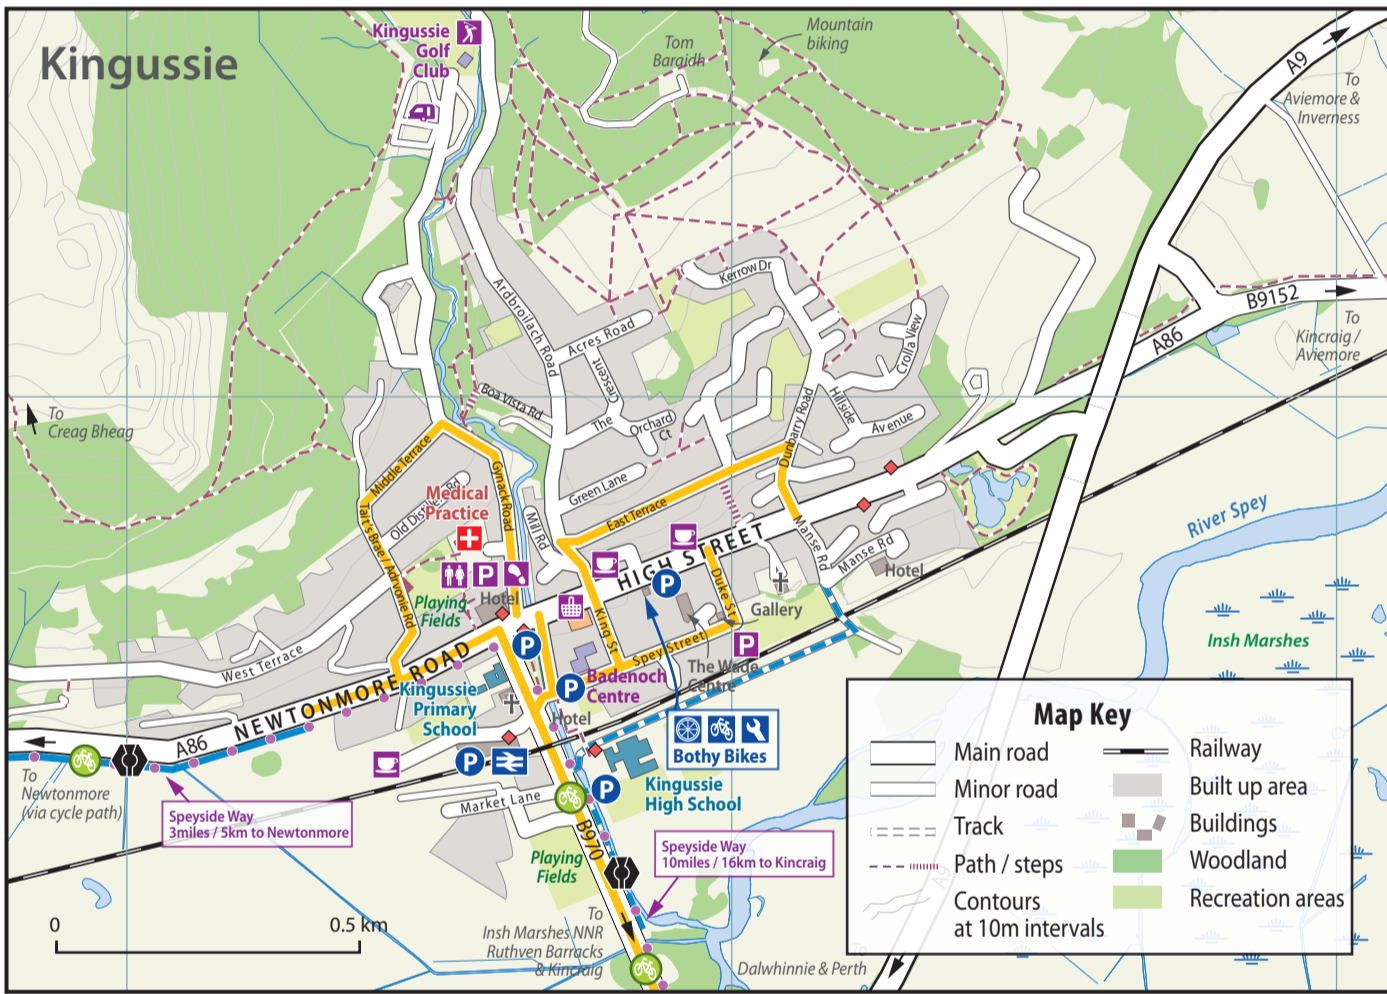 Kingussie
Kingussie
Golf
Club
Tom
Baraidh
Mountain
biking
A9
To
Aviemore &
Inverness
B9152
To
Kincraig /
Aviemore
A86
Kerrow Dr
Ardbroilach Road
Acres Road
Crescent
The
Orchard
Ct
Boa Vista Rd
Crolla View
Hillside
Avenue
Dunbarry Road
To
Creag Bheag
Middle Terrace
Gynack Road
Old Distillery Rd
Medical
Practice
Tait's Brae / Ardvonie Rd
Mill Rd
Green Lane
East Terrace
HIGH STREET
Manse Rd
Manse Rd
Hotel
River Spey
Insh Marshes
P
Hotel
Playing
Fields
P
Duke St
King St
Gallery
Spey Street
P
P
The Wade
Centre
Badenoch
Centre
P
Hotel
West Terrace
NEWTONMORE ROAD
A86
Kingussie
Primary
School
To
Newtonmore
(via cycle path)
Speyside Way
3miles / 5km to Newtonmore
P
Bothy Bikes
P
Kingussie
High School
Market Lane
B970
Playing
Fields
Speyside Way
10miles / 16km to Kincraig
To
Insh Marshes NNR
Ruthven Barracks
& Kincraig
0
0.5 km
A9
To
Dalwhinnie & Perth
Map Key
Main road
Minor road
Track
Path / steps
Contours
at 10m intervals
Railway
Built up area
Buildings
Woodland
Recreation areas